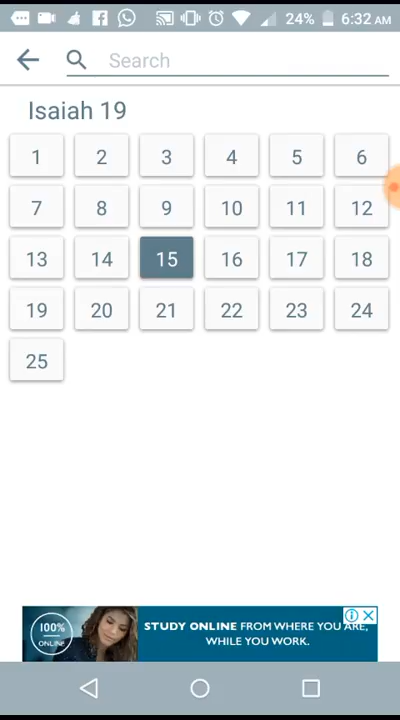 24% 6:32 AM
Search
Isaiah 19
1 2 3 4 5 6
7 8 9 10 11 12
13 14 15 16 17 18
19 20 21 22 23 24
25
100%
ONLINE
STUDY ONLINE FROM WHERE YOU ARE,
WHILE YOU WORK.